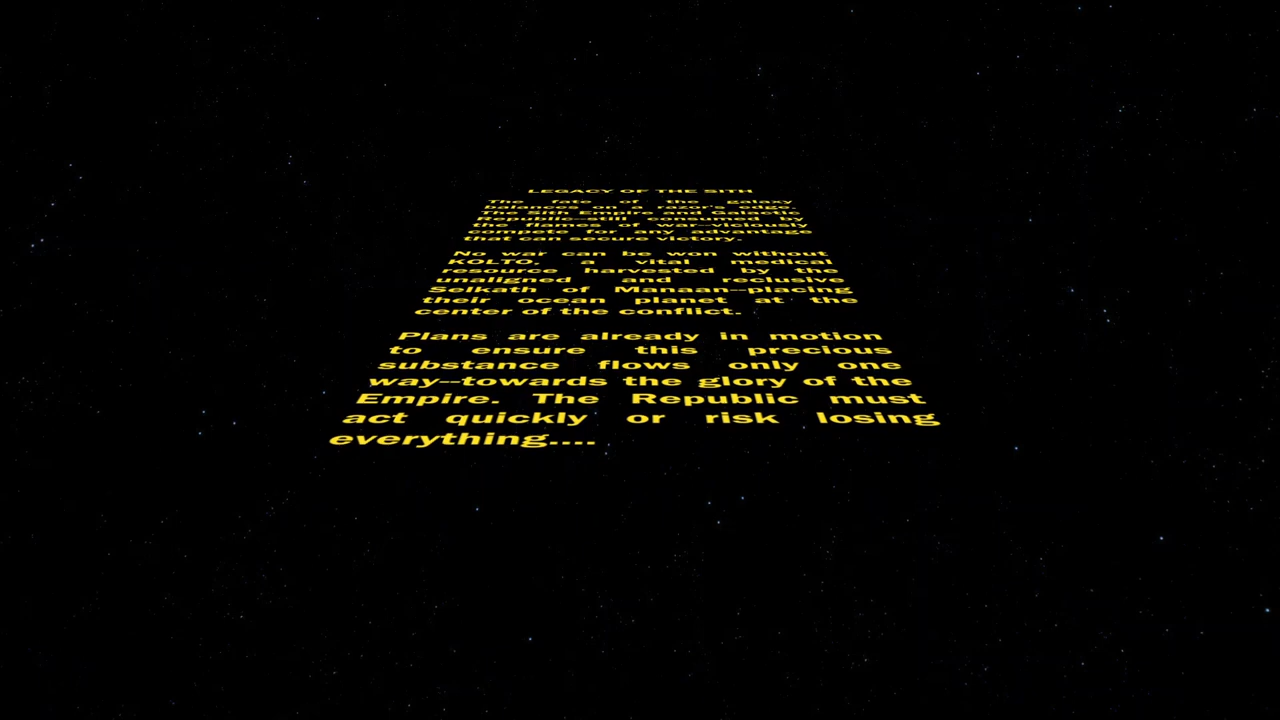 LEGACY OF THE SITH
The fate of the galaxy
balances on a razor's edge.
The Sith Empire and Galactic
Republic--still consumed by
the flames of war--viciously
compete for any advantage
that can secure victory.
No war can be won without
KOLTO, a vital medical
resource harvested by the
unaligned and reclusive
Selkath of Manaan--placing
their ocean planet at the
center of the conflict.
Plans are already in motion
to ensure this precious
substance flows only one
way--towards the glory of the
Empire. The Republic must
act quickly or risk losing
everything....